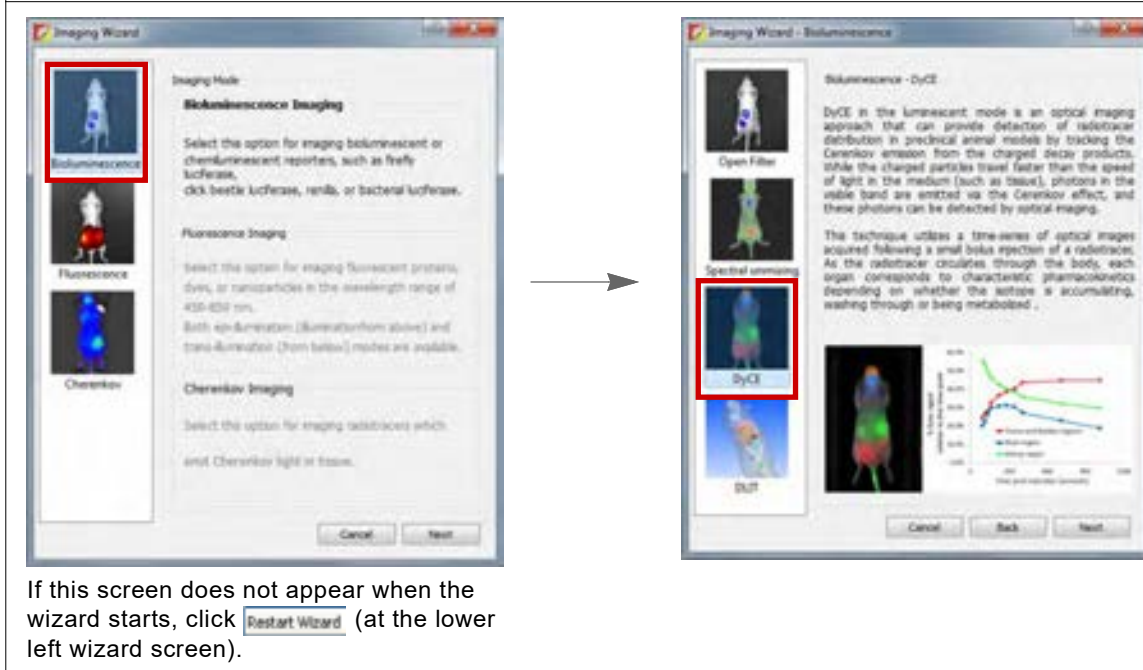 Imaging Wizard
Bioluminescence
Fluorescence
Cherenkov
Imaging Mode
Bioluminescence Imaging
Select this option for imaging bioluminescent or
chemiluminescent reporters, such as firefly
luciferase,
click beetle luciferase, renilla, or bacterial luciferase.
Fluorescence Imaging
Select this option for imaging fluorescent proteins,
dyes, or nanoparticles in the wavelength range of
450-850 nm.
Both epi-illumination (illumination from above) and
trans-illumination (from below) modes are available.
Cherenkov Imaging
Select this option for imaging radiotracers which
emit Cherenkov light in tissue.
Cancel
Next
If this screen does not appear when the
wizard starts, click Restart Wizard (at the lower
left wizard screen).
Imaging Wizard - Bioluminescence
Open Filter
Spectral unmixing
DyCE
DLIT
Bioluminescence - DyCE
DyCE in the luminescent mode is an optical imaging
approach that can provide detection of radiotracer
distribution in preclinical animal models by tracking the
Cerenkov emission from the charged decay products.
While the charged particles travel faster than the speed
of light in the medium (such as tissue), photons in the
visible band are emitted via the Cerenkov effect, and
these photons can be detected by optical imaging.
The technique utilizes a time-series of optical images
acquired following a small bolus injection of a radiotracer.
As the radiotracer circulates through the body, each
organ corresponds to characteristic pharmacokinetics
depending on whether the isotope is accumulating,
washing through or being metabolized .
Cancel
Back
Next